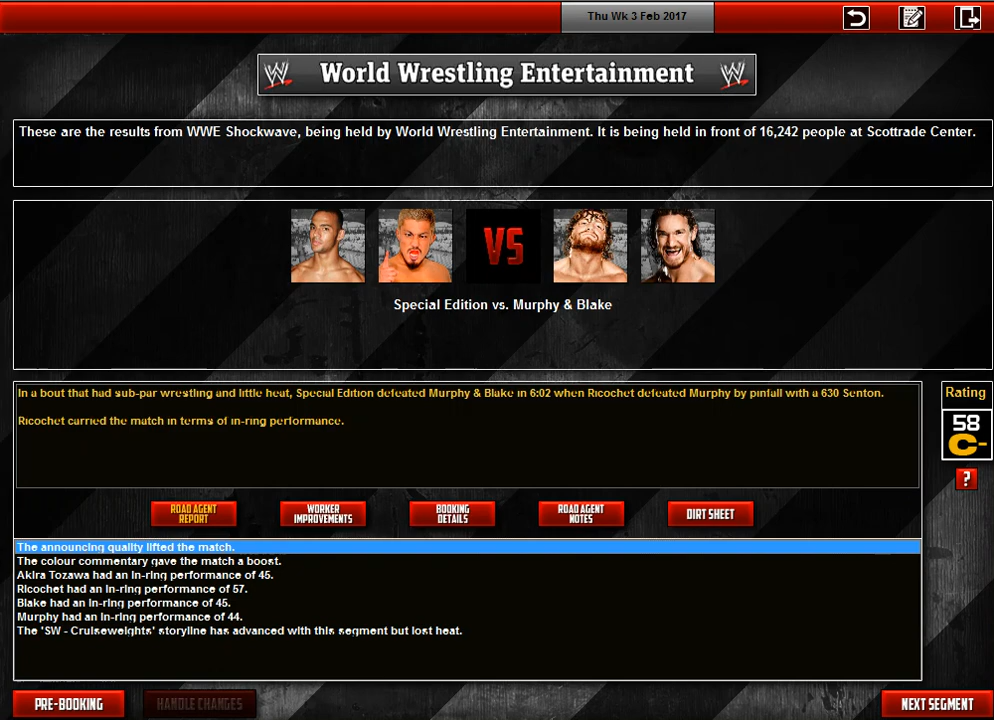 Thu Wk 3 Feb 2017
World Wrestling Entertainment
These are the results from WWE Shockwave, being held by World Wrestling Entertainment. It is being held in front of 16,242 people at Scottrade Center.
VS
Special Edition vs. Murphy & Blake
In a bout that had sub-par wrestling and little heat, Special Edition defeated Murphy & Blake in 6:02 when Ricochet defeated Murphy by pinfall with a 630 Senton.
Ricochet carried the match in terms of in-ring performance.
Rating
58
C-
?
ROAD AGENT REPORT
WORKER IMPROVEMENTS
BOOKING DETAILS
ROAD AGENT NOTES
DIRT SHEET
The announcing quality lifted the match.
The colour commentary gave the match a boost.
Akira Tozawa had an in-ring performance of 45.
Ricochet had an in-ring performance of 57.
Blake had an in-ring performance of 45.
Murphy had an in-ring performance of 44.
The 'SW - Cruiseweights' storyline has advanced with this segment but lost heat.
PRE-BOOKING
HANDLE CHANGES
NEXT SEGMENT